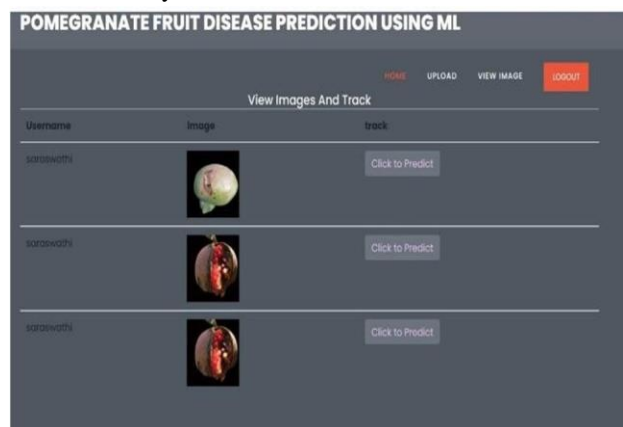 POMEGRANATE FRUIT DISEASE PREDICTION USING ML
HOME UPLOAD VIEW IMAGE LOGOUT
View Images And Track
Username Image track
saraswathi Click to Predict
saraswathi Click to Predict
saraswathi Click to Predict